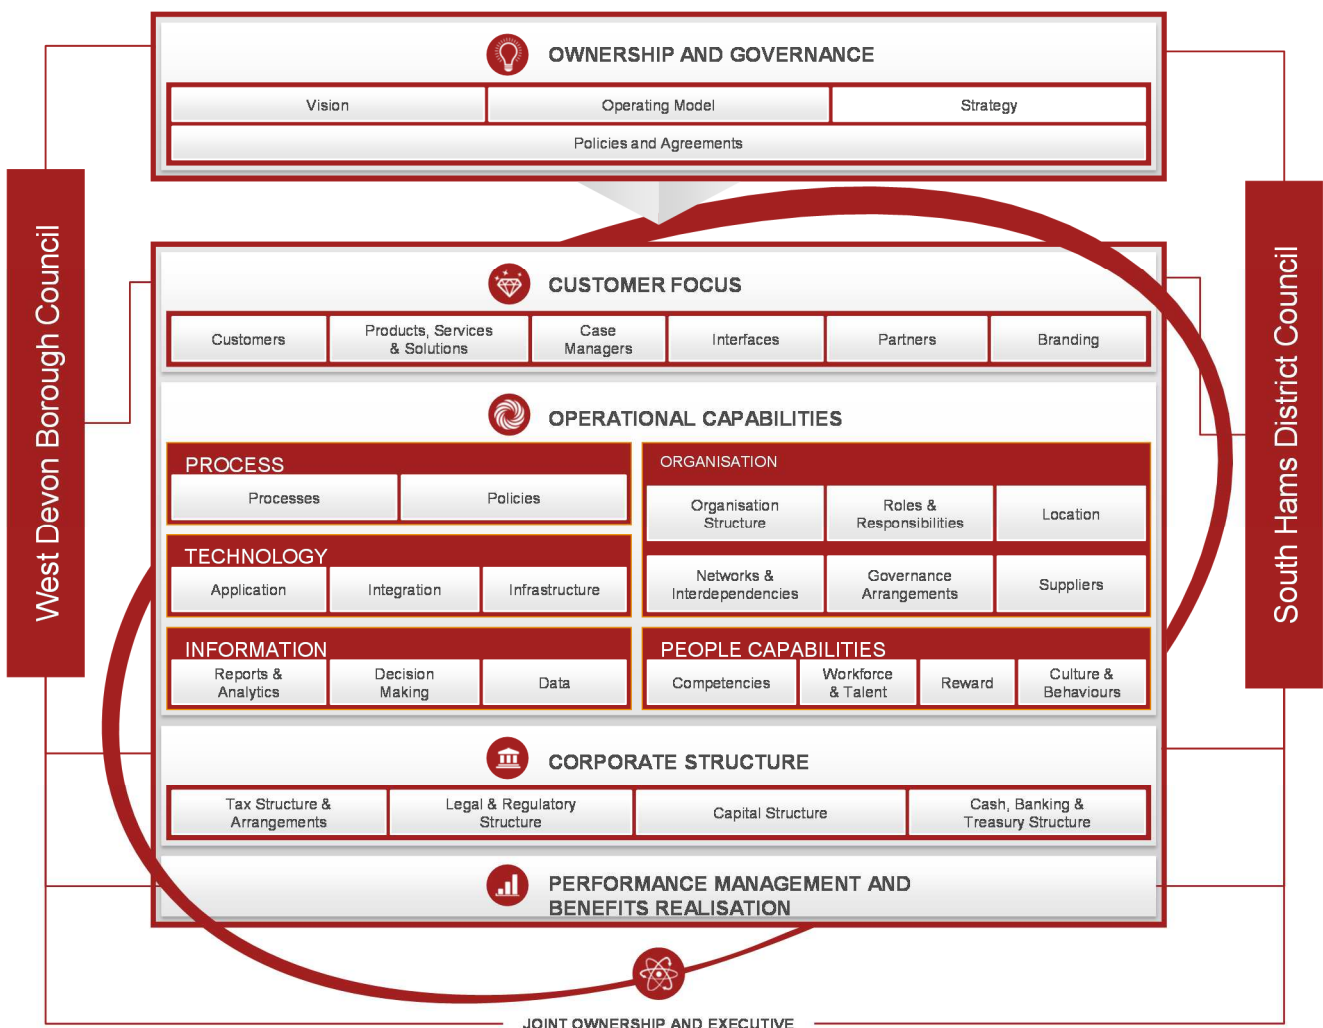 OWNERSHIP AND GOVERNANCE
Vision
Operating Model
Strategy
Policies and Agreements
West Devon Borough Council
South Hams District Council
CUSTOMER FOCUS
Customers
Products, Services
& Solutions
Case
Managers
Interfaces
Partners
Branding
OPERATIONAL CAPABILITIES
PROCESS
Processes
Policies
TECHNOLOGY
Application
Integration
Infrastructure
INFORMATION
Reports &
Analytics
Decision
Making
Data
ORGANISATION
Organisation
Structure
Roles &
Responsibilities
Location
Networks &
Interdependencies
Governance
Arrangements
Suppliers
PEOPLE CAPABILITIES
Competencies
Workforce
& Talent
Reward
Culture &
Behaviours
CORPORATE STRUCTURE
Tax Structure &
Arrangements
Legal & Regulatory
Structure
Capital Structure
Cash, Banking &
Treasury Structure
PERFORMANCE MANAGEMENT AND
BENEFITS REALISATION
JOINT OWNERSHIP AND EXECUTIVE